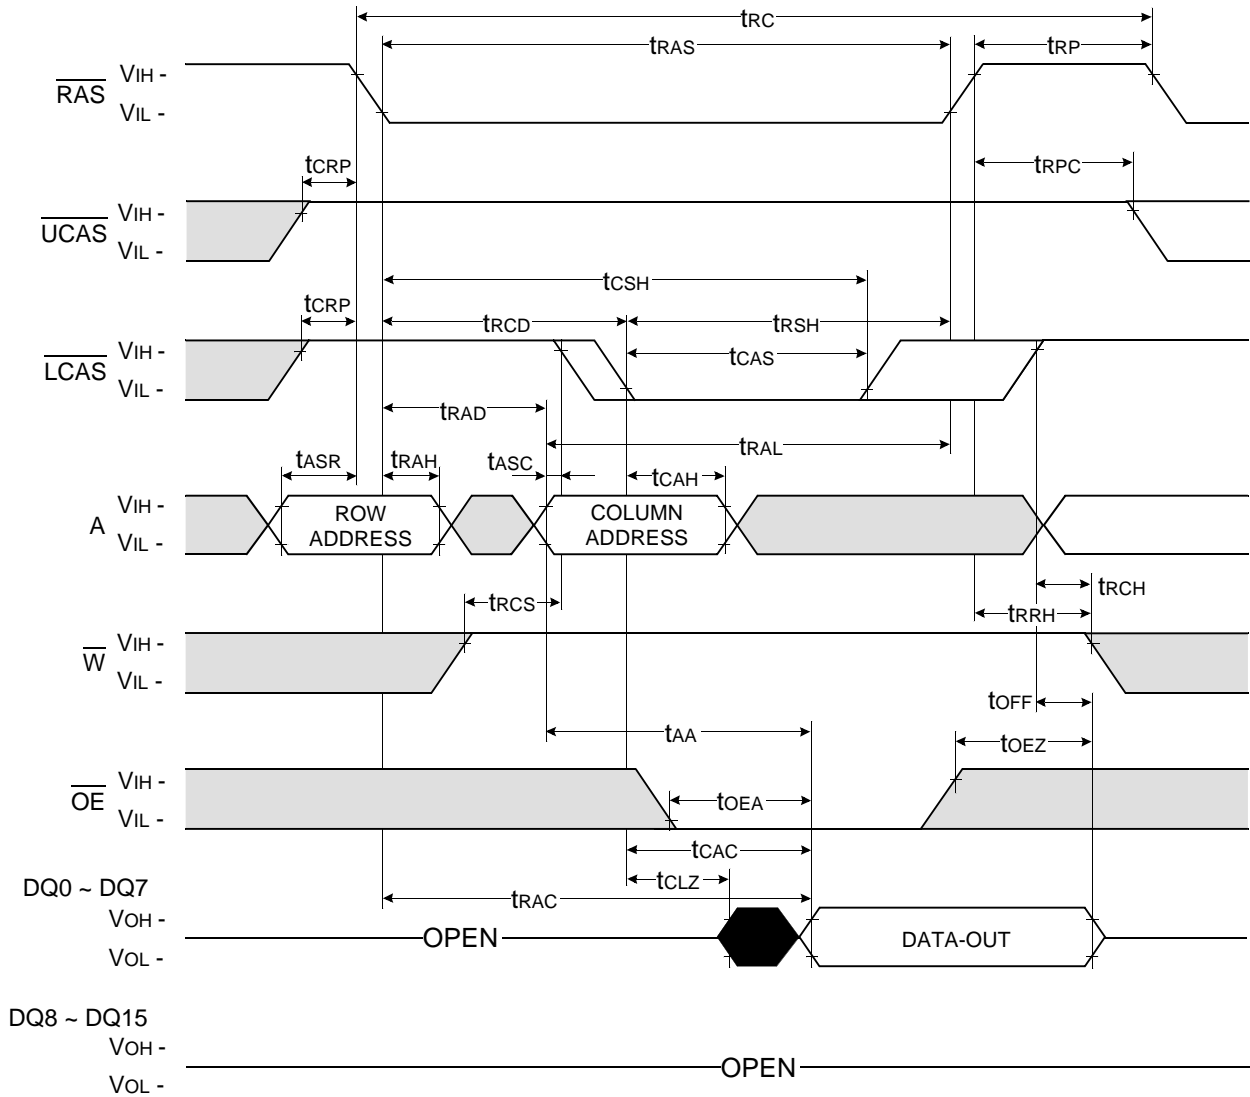 tRC
tRAS
tRP
RAS
VIH -
VIL -
tCRP
tRPC
UCAS
VIH -
VIL -
tCSH
tCRP
tRCD
tRSH
LCAS
VIH -
VIL -
tCAS
tRAD
tRAL
tASR
tRAH
tASC
tCAH
A
VIH -
VIL -
ROW
ADDRESS
COLUMN
ADDRESS
tRCS
tRCH
tRRH
W
VIH -
VIL -
tOFF
tAA
tOEZ
OE
VIH -
VIL -
tOEA
tCAC
tCLZ
tRAC
DQ0 ~ DQ7
VOH -
VOL -
OPEN
DATA-OUT
DQ8 ~ DQ15
VOH -
VOL -
OPEN